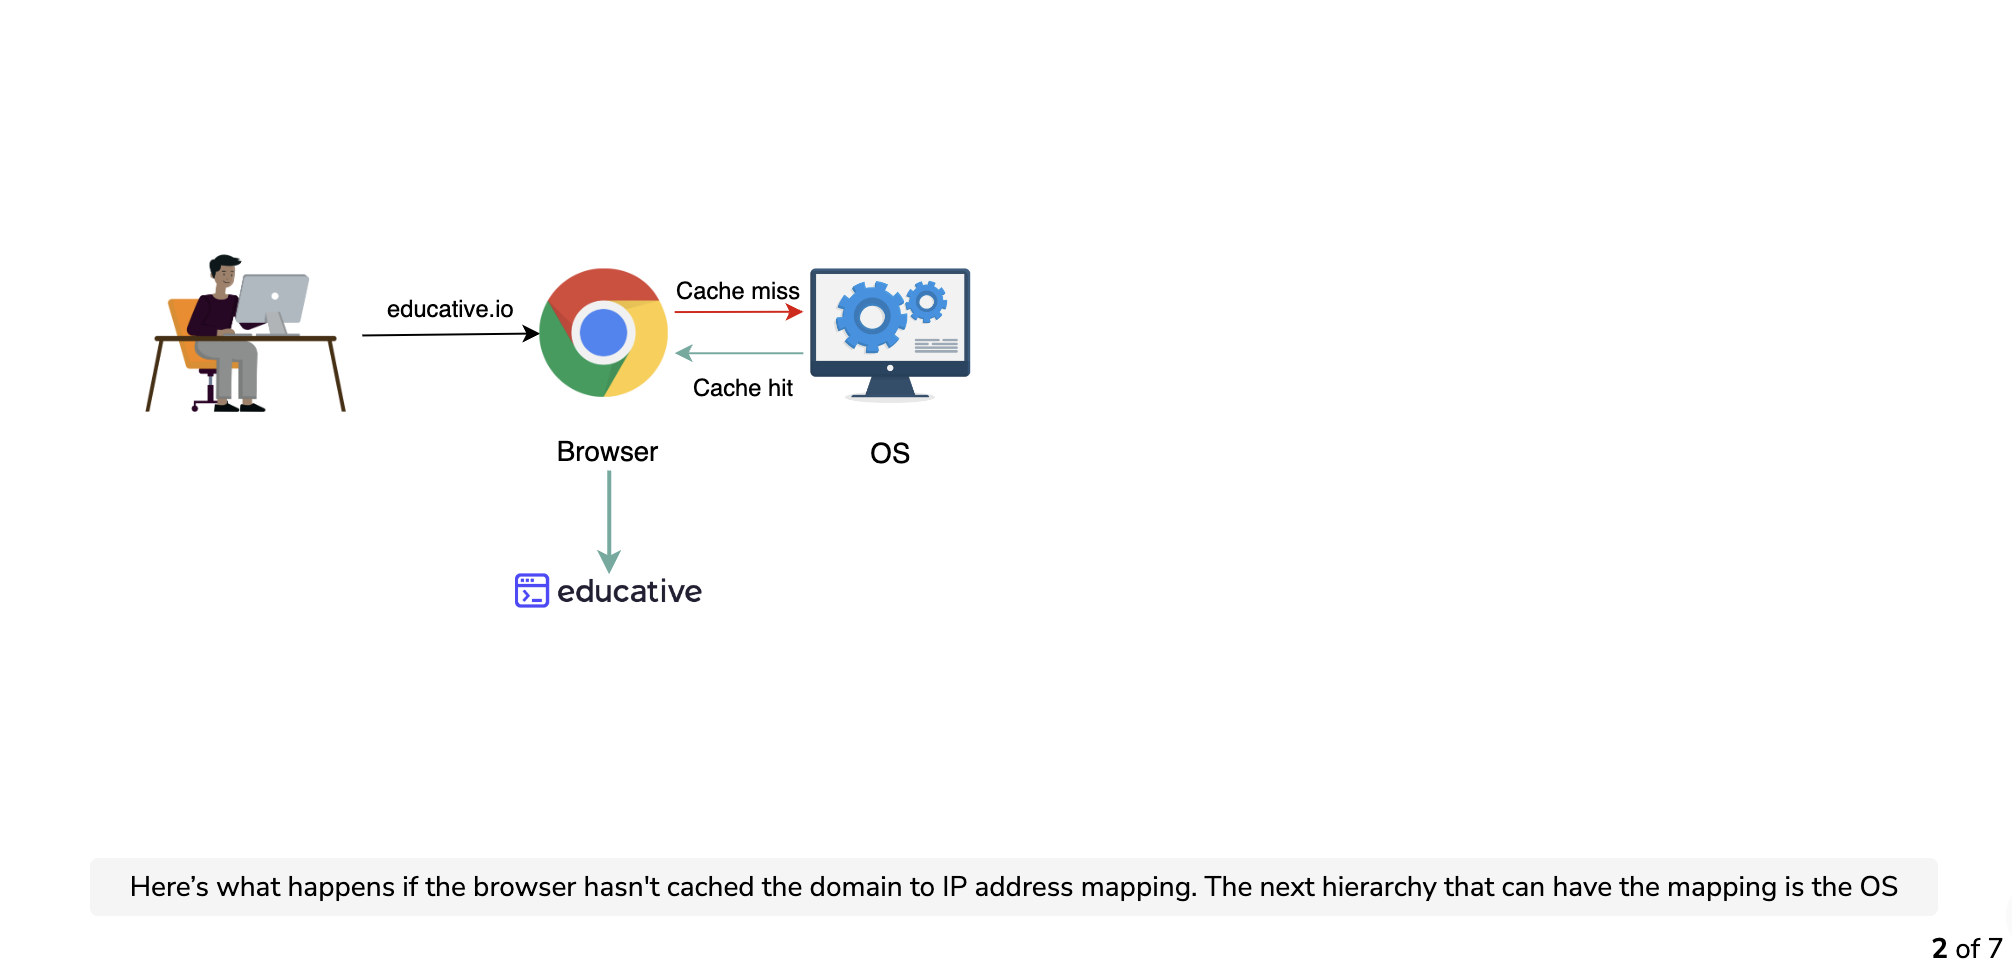 educative.io
Cache miss
Cache hit
Browser
OS
educative
Here’s what happens if the browser hasn't cached the domain to IP address mapping. The next hierarchy that can have the mapping is the OS
2 of 7